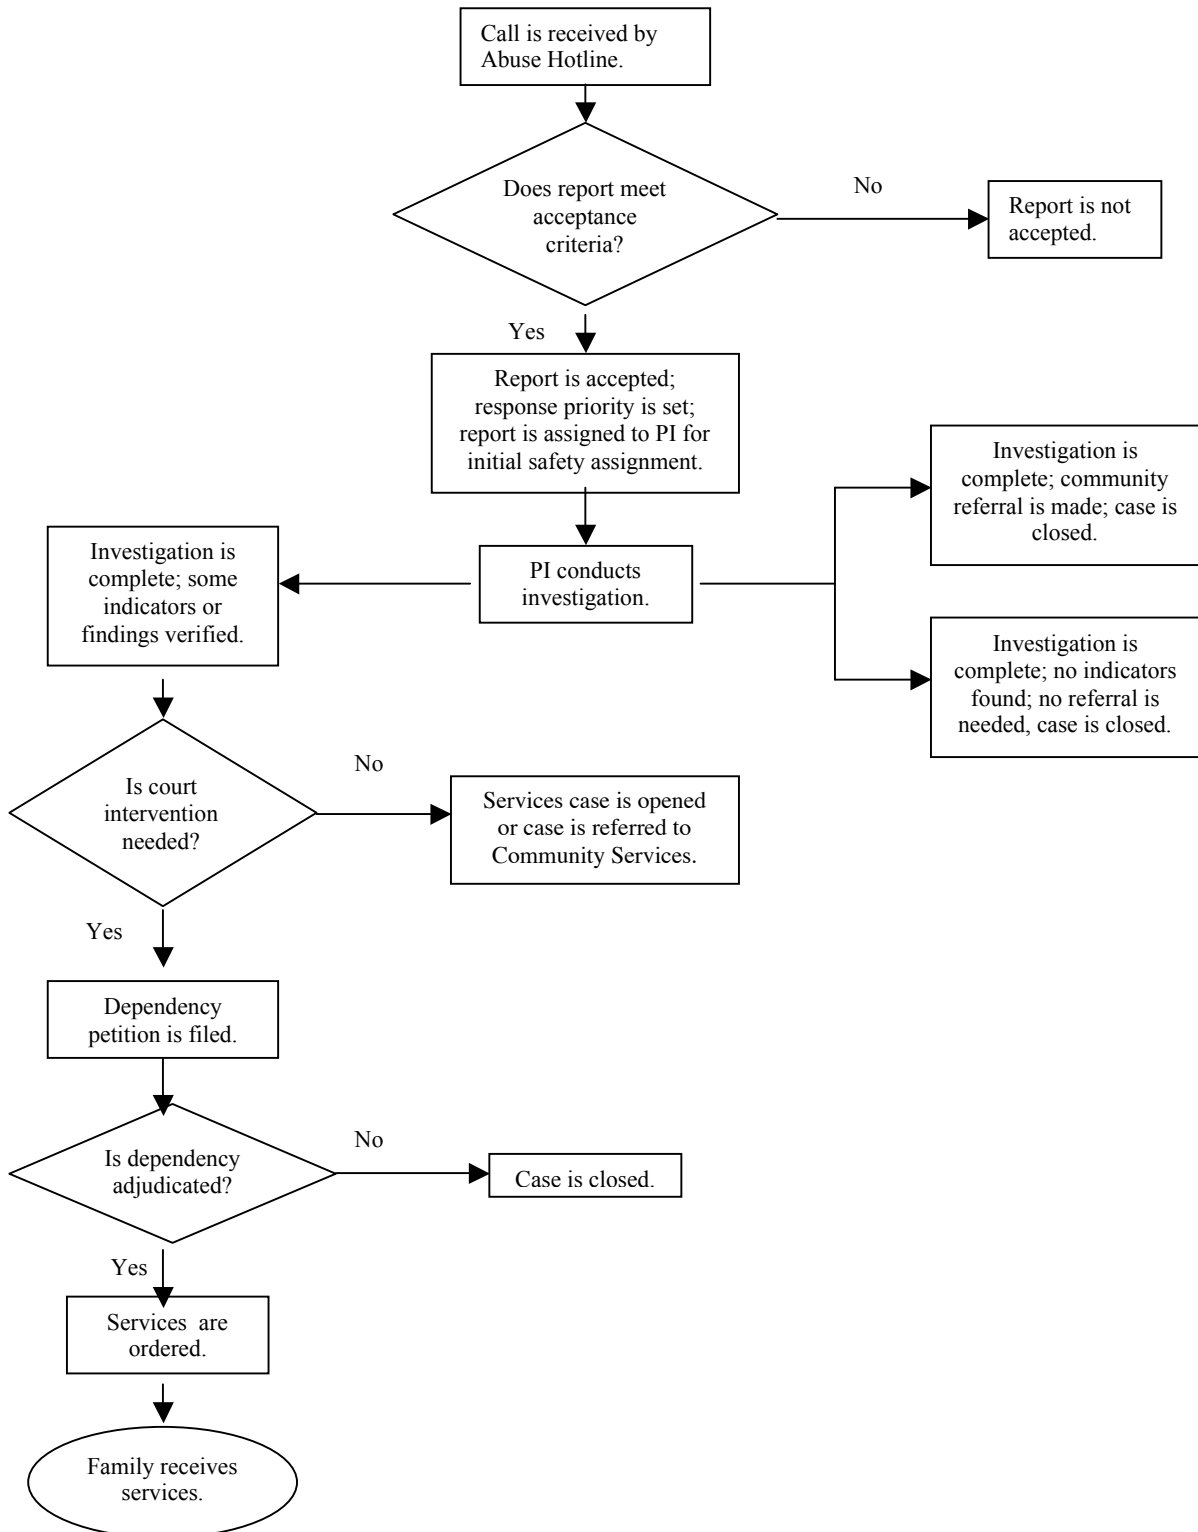 Call is received by
Abuse Hotline.
Does report meet
acceptance
criteria?
No
Report is not
accepted.
Yes
Report is accepted;
response priority is set;
report is assigned to PI for
initial safety assignment.
Investigation is
complete; community
referral is made; case is
closed.
Investigation is
complete; some
indicators or
findings verified.
PI conducts
investigation.
Investigation is
complete; no indicators
found; no referral is
needed, case is closed.
Is court
intervention
needed?
No
Services case is opened
or case is referred to
Community Services.
Yes
Dependency
petition is filed.
Is dependency
adjudicated?
No
Case is closed.
Yes
Services are
ordered.
Family receives
services.